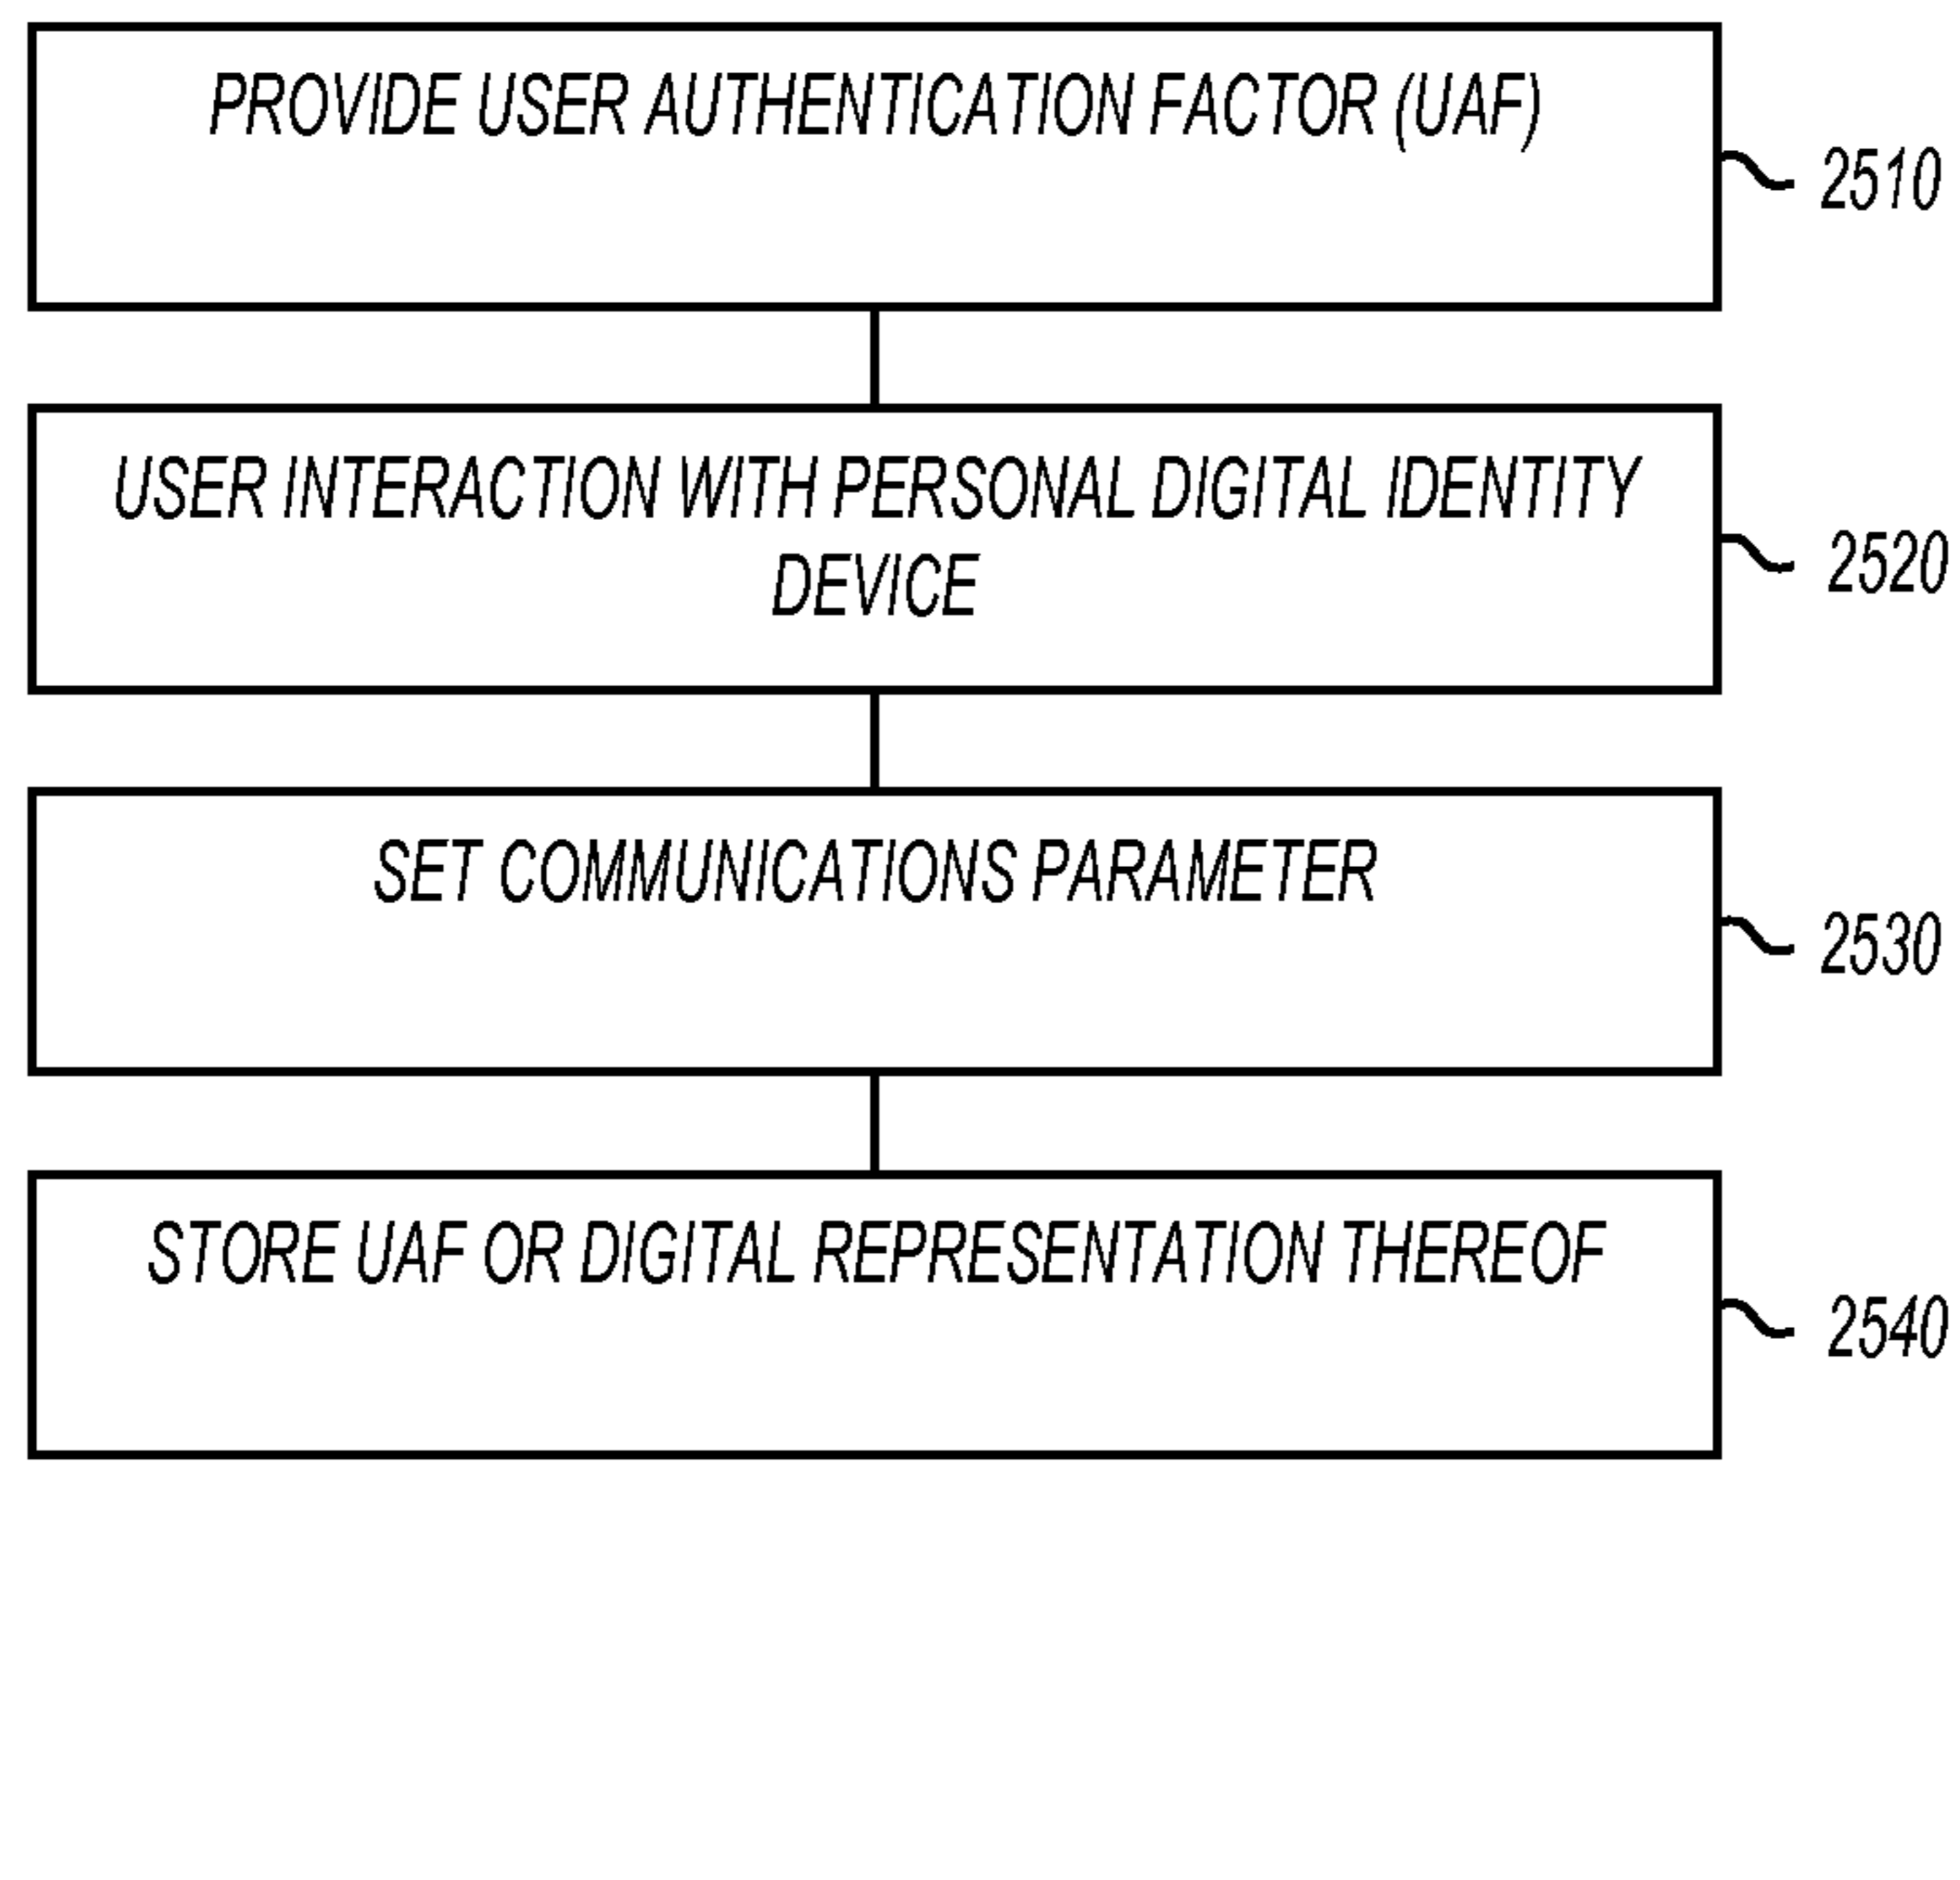 PROVIDE USER AUTHENTICATION FACTOR (UAF)
2510
USER INTERACTION WITH PERSONAL DIGITAL IDENTITY
DEVICE
2520
SET COMMUNICATIONS PARAMETER
2530
STORE UAF OR DIGITAL REPRESENTATION THEREOF
2540